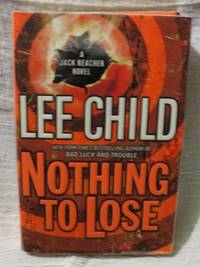 A
JACK REACHER
NOVEL
LEE CHILD
NEW YORK TIMES BESTSELLING AUTHOR OF
BAD LUCK AND TROUBLE
NOTHING
TO LOSE